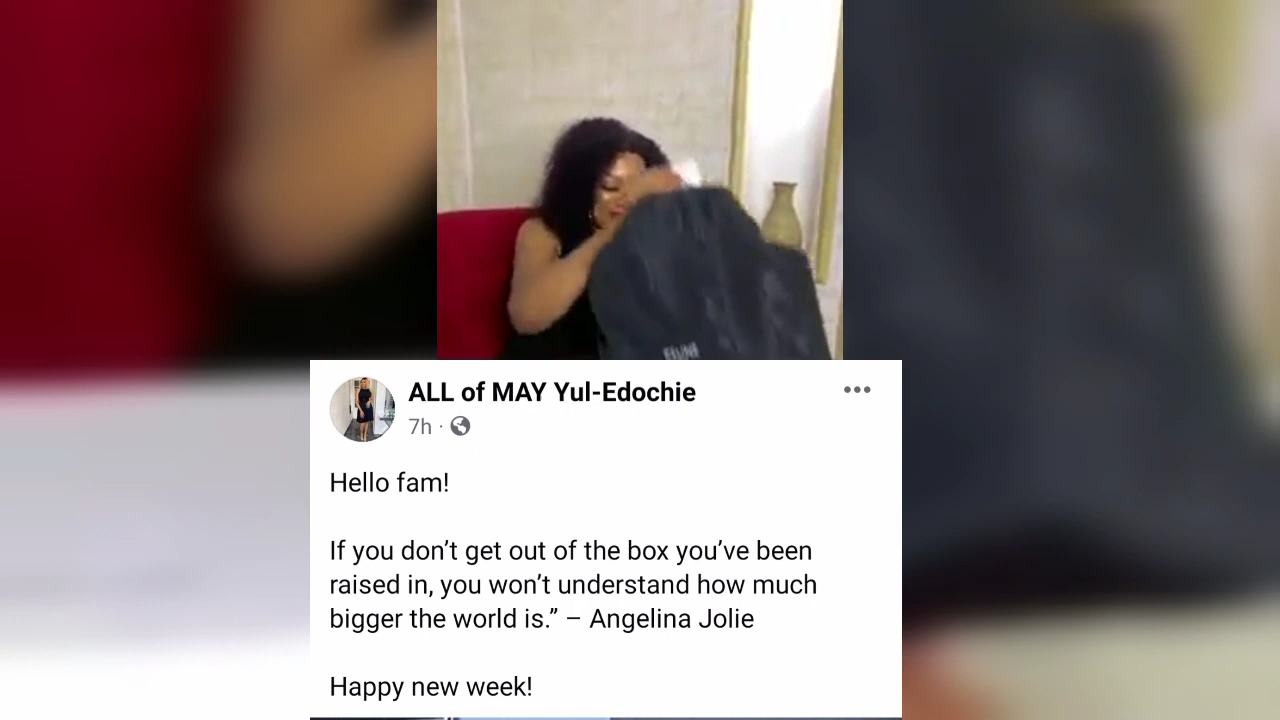 ALL of MAY Yul-Edochie
7h ·
Hello fam!
If you don’t get out of the box you’ve been
raised in, you won’t understand how much
bigger the world is.” – Angelina Jolie
Happy new week!